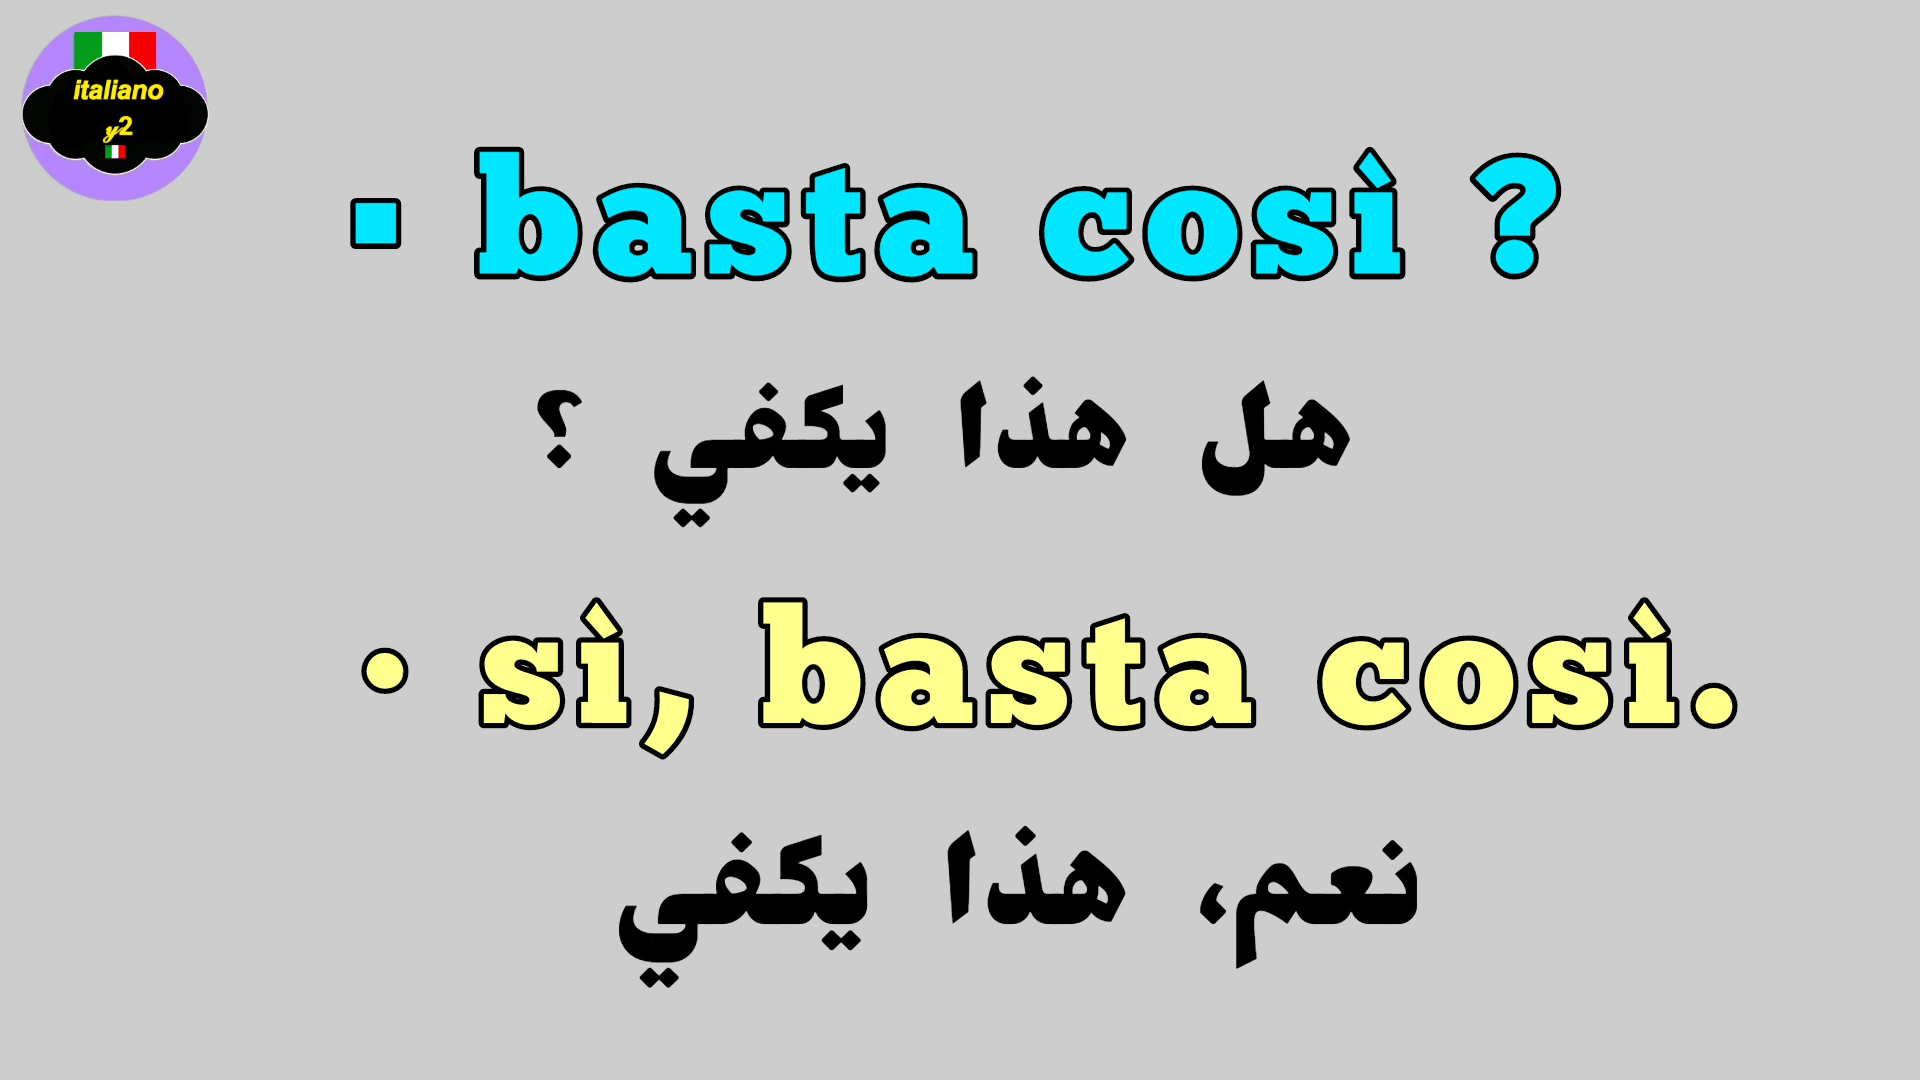 italiano
y2
▪ basta così ?
هل هذا يكفي ؟
• sì, basta così.
نعم، هذا يكفي